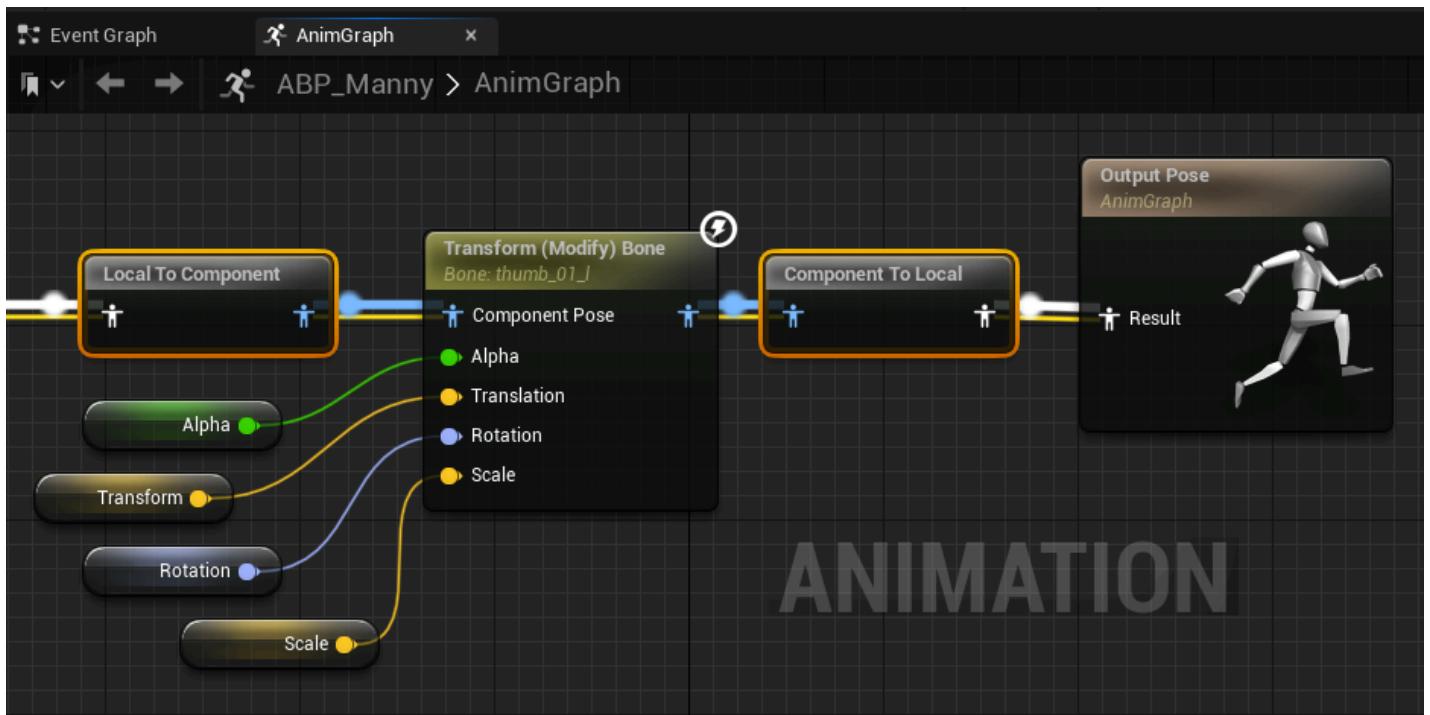 Event Graph
AnimGraph
ABP_Manny > AnimGraph
Output Pose
AnimGraph
Result
Transform (Modify) Bone
Bone: thumb_01_l
Component Pose
Alpha
Translation
Rotation
Scale
Local To Component
Component To Local
Alpha
Transform
Rotation
Scale
ANIMATION